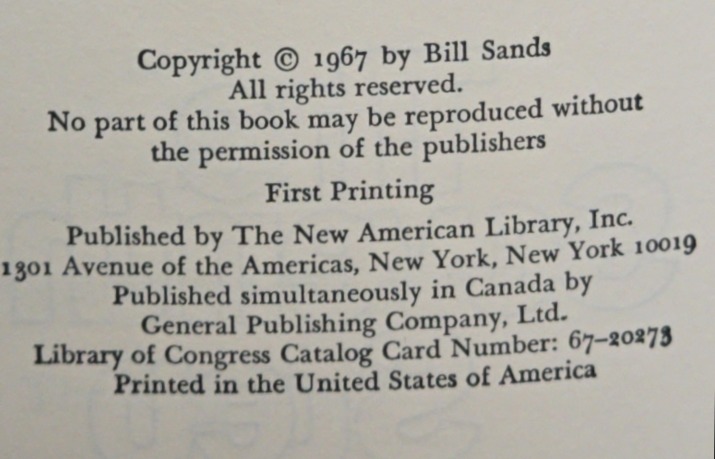 Copyright © 1967 by Bill Sands
All rights reserved.
No part of this book may be reproduced without
the permission of the publishers
First Printing
Published by The New American Library, Inc.
1301 Avenue of the Americas, New York, New York 10019
Published simultaneously in Canada by
General Publishing Company, Ltd.
Library of Congress Catalog Card Number: 67-20273
Printed in the United States of America